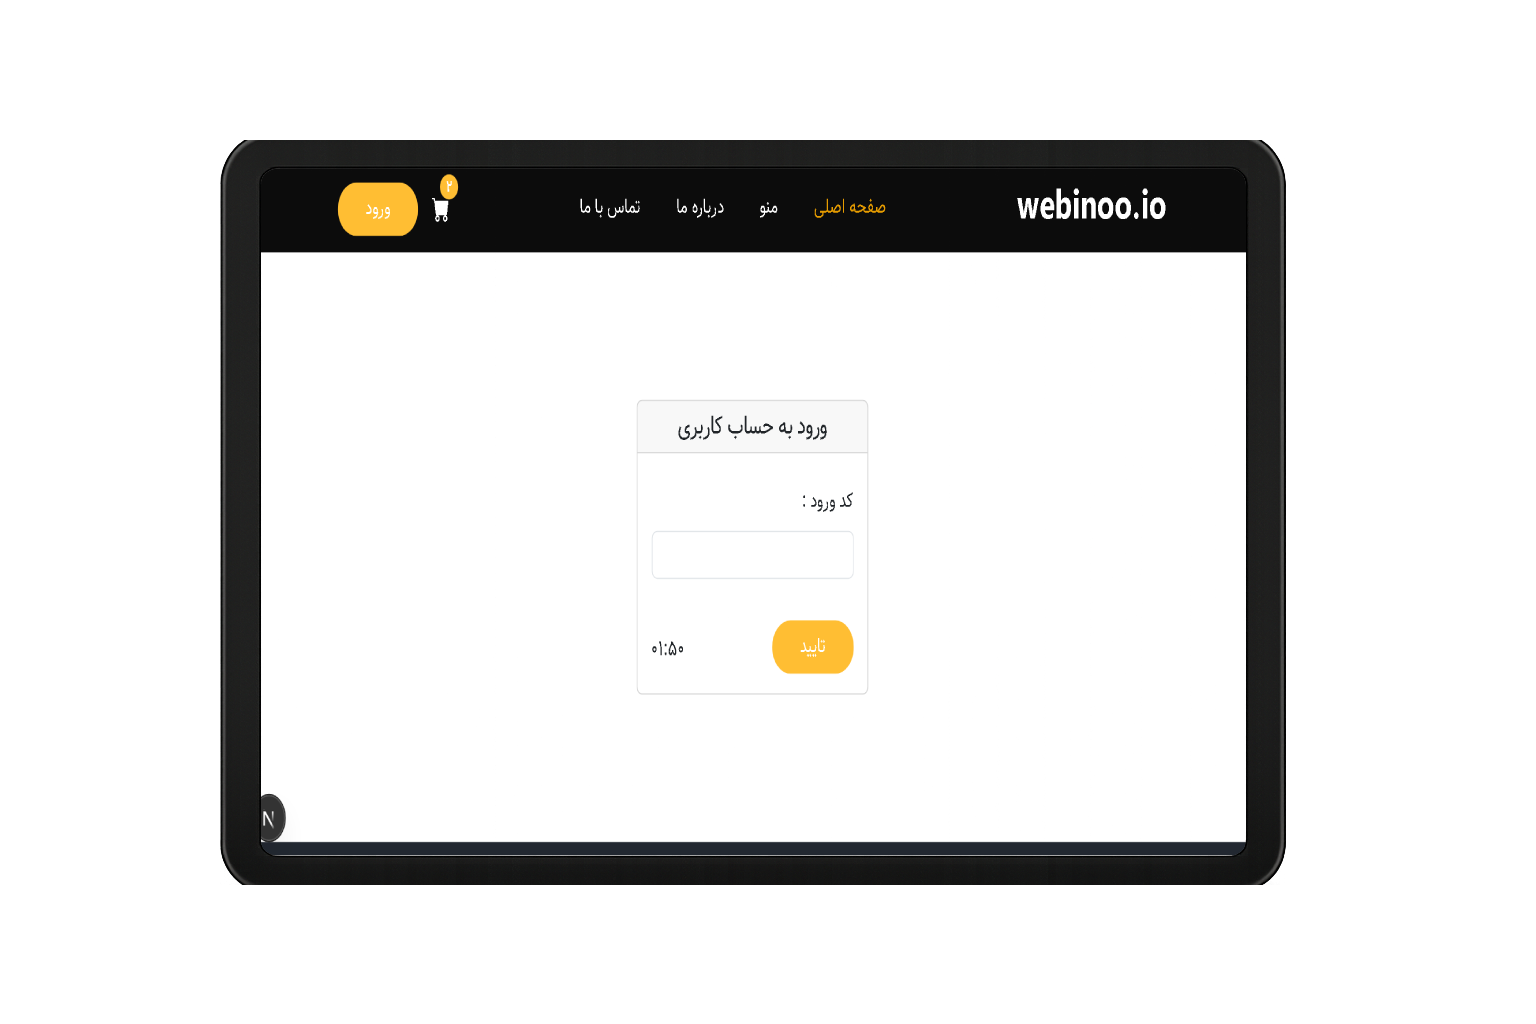 webinoo.io
صفحه اصلی منو درباره ما تماس با ما
۲
ورود
ورود به حساب کاربری
کد ورود :
تایید ۰۱:۵۰
N